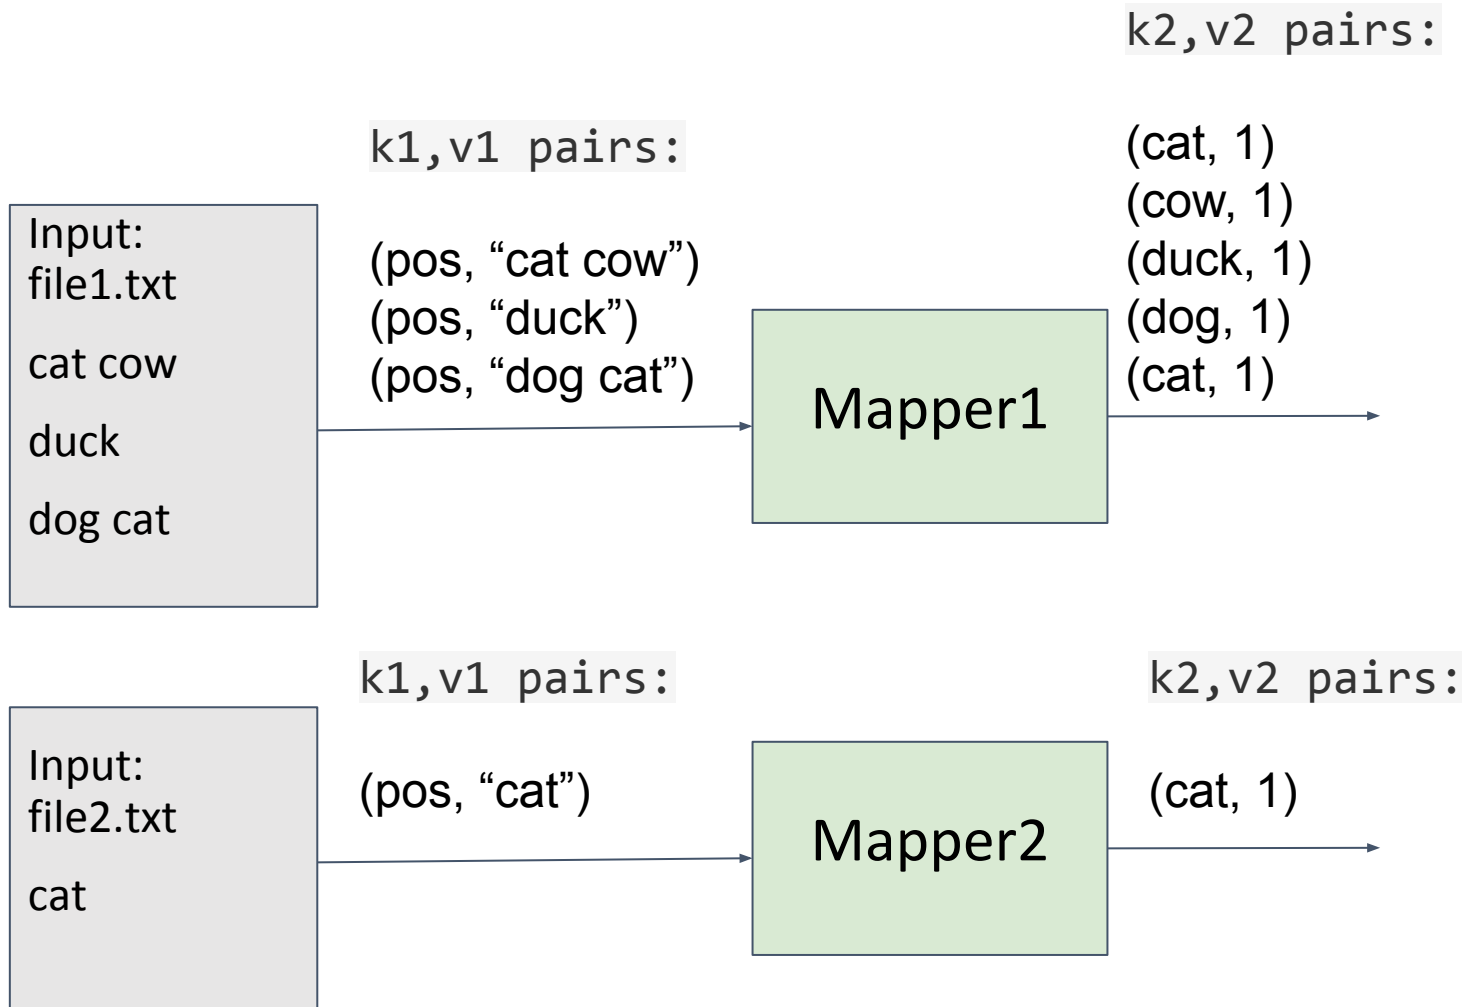 k2,v2 pairs:
k1,v1 pairs:
(cat, 1)
(cow, 1)
(duck, 1)
(dog, 1)
(cat, 1)
Input:
file1.txt
cat cow
duck
dog cat
(pos, “cat cow”)
(pos, “duck”)
(pos, “dog cat”)
Mapper1
k1,v1 pairs:
k2,v2 pairs:
Input:
file2.txt
cat
(pos, “cat”)
Mapper2
(cat, 1)